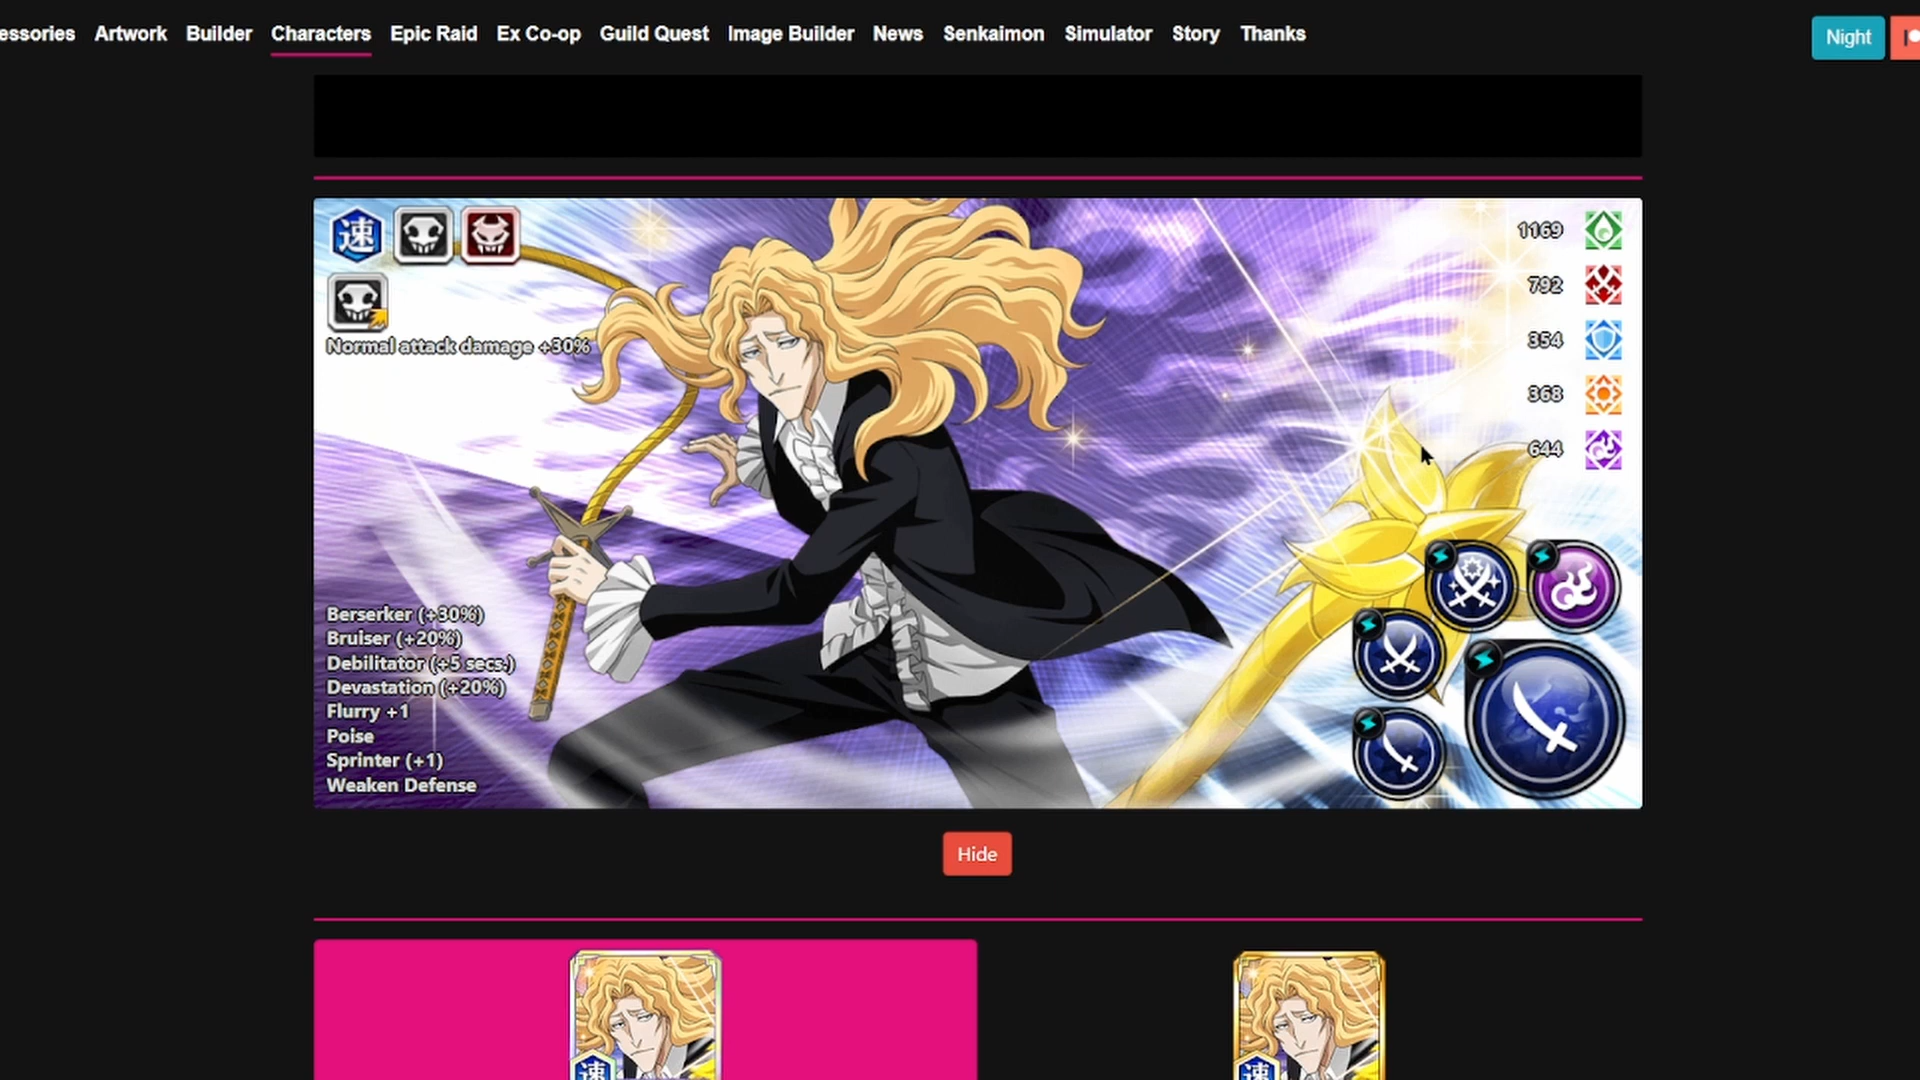 essories Artwork Builder Characters Epic Raid Ex Co-op Guild Quest Image Builder News Senkaimon Simulator Story Thanks Night
速
1169
792
Normal attack damage +30%
354
368
644
Berserker (+30%)
Bruiser (+20%)
Debilitator (+5 secs.)
Devastation (+20%)
Flurry +1
Poise
Sprinter (+1)
Weaken Defense
Hide
速
速